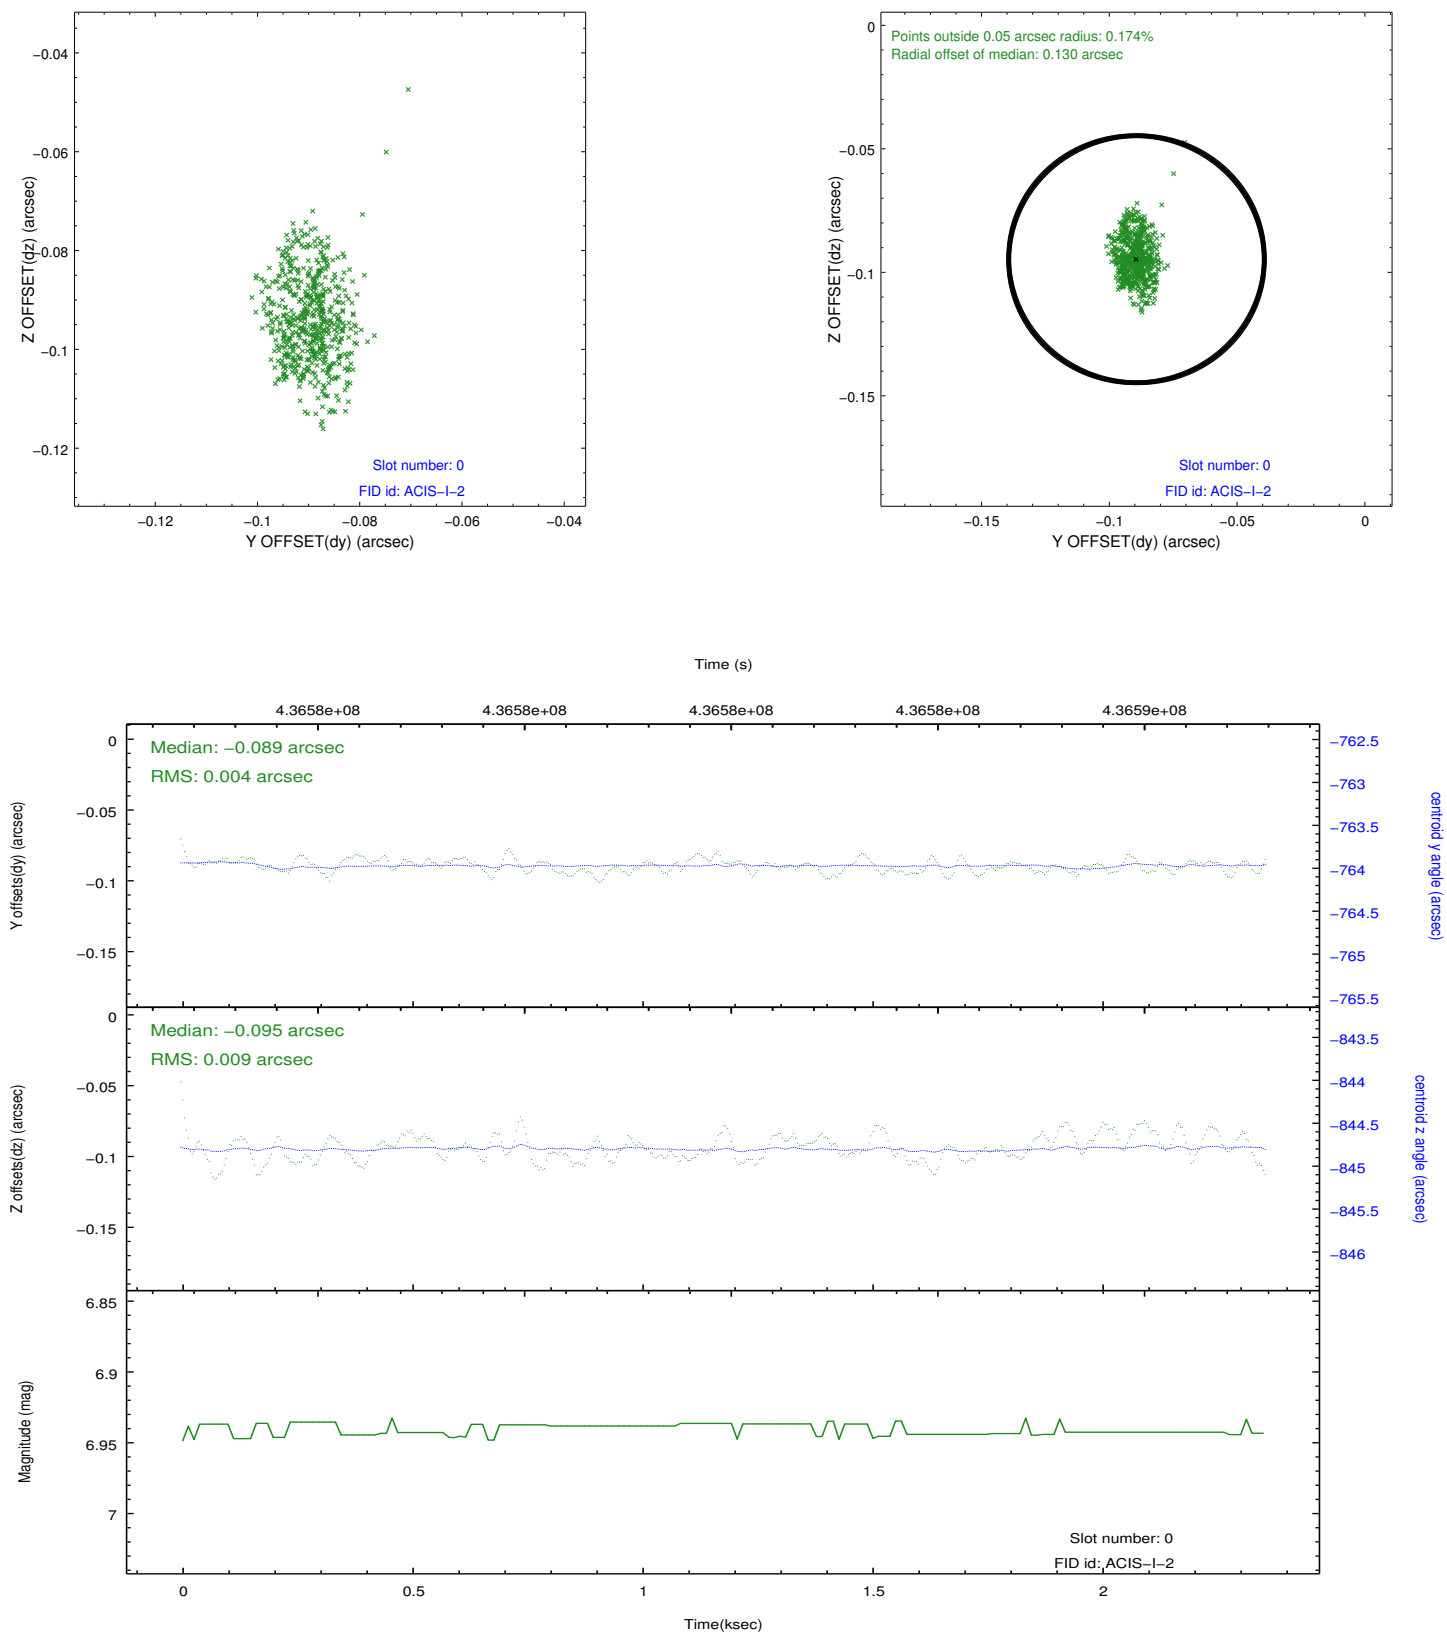 −0.04
−0.06
−0.08
−0.1
−0.12
Z OFFSET(dz) (arcsec)
Slot number: 0
FID id: ACIS−I−2
−0.12
−0.1
−0.08
−0.06
−0.04
Y OFFSET(dy) (arcsec)
Points outside 0.05 arcsec radius: 0.174%
Radial offset of median: 0.130 arcsec
0
−0.05
−0.1
−0.15
Z OFFSET(dz) (arcsec)
Slot number: 0
FID id: ACIS−I−2
−0.15
−0.1
−0.05
0
Y OFFSET(dy) (arcsec)
Time (s)
4.3658e+08
4.3658e+08
4.3658e+08
4.3658e+08
4.3659e+08
Median: −0.089 arcsec
RMS: 0.004 arcsec
0
−0.05
−0.1
−0.15
Y offsets(dy) (arcsec)
−762.5
−763
−763.5
−764
−764.5
−765
−765.5
centroid y angle (arcsec)
Median: −0.095 arcsec
RMS: 0.009 arcsec
0
−0.05
−0.1
−0.15
Z offsets(dz) (arcsec)
−843.5
−844
−844.5
−845
−845.5
−846
centroid z angle (arcsec)
6.85
6.9
6.95
7
Magnitude (mag)
Slot number: 0
FID id: ACIS−I−2
0
0.5
1
1.5
2
Time(ksec)